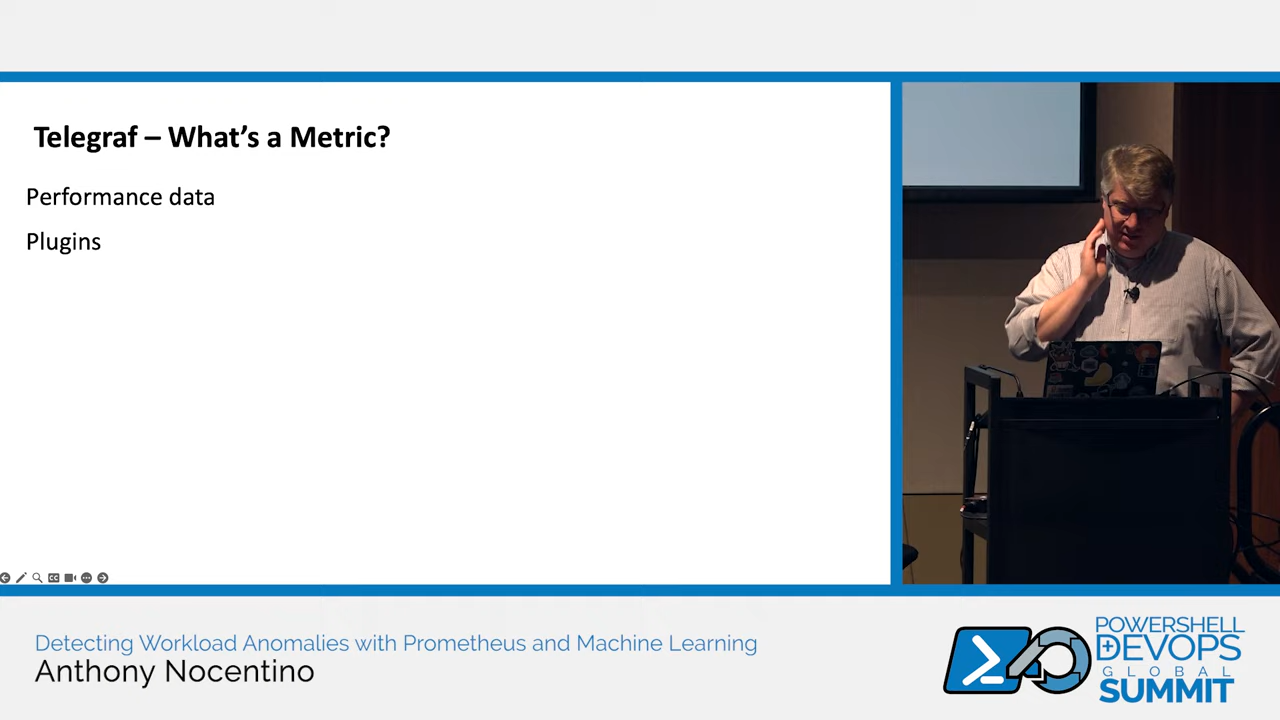 Telegraf – What's a Metric?
Performance data
Plugins
Detecting Workload Anomalies with Prometheus and Machine Learning
Anthony Nocentino
POWERSHELL
DEVOPS
GLOBAL
SUMMIT